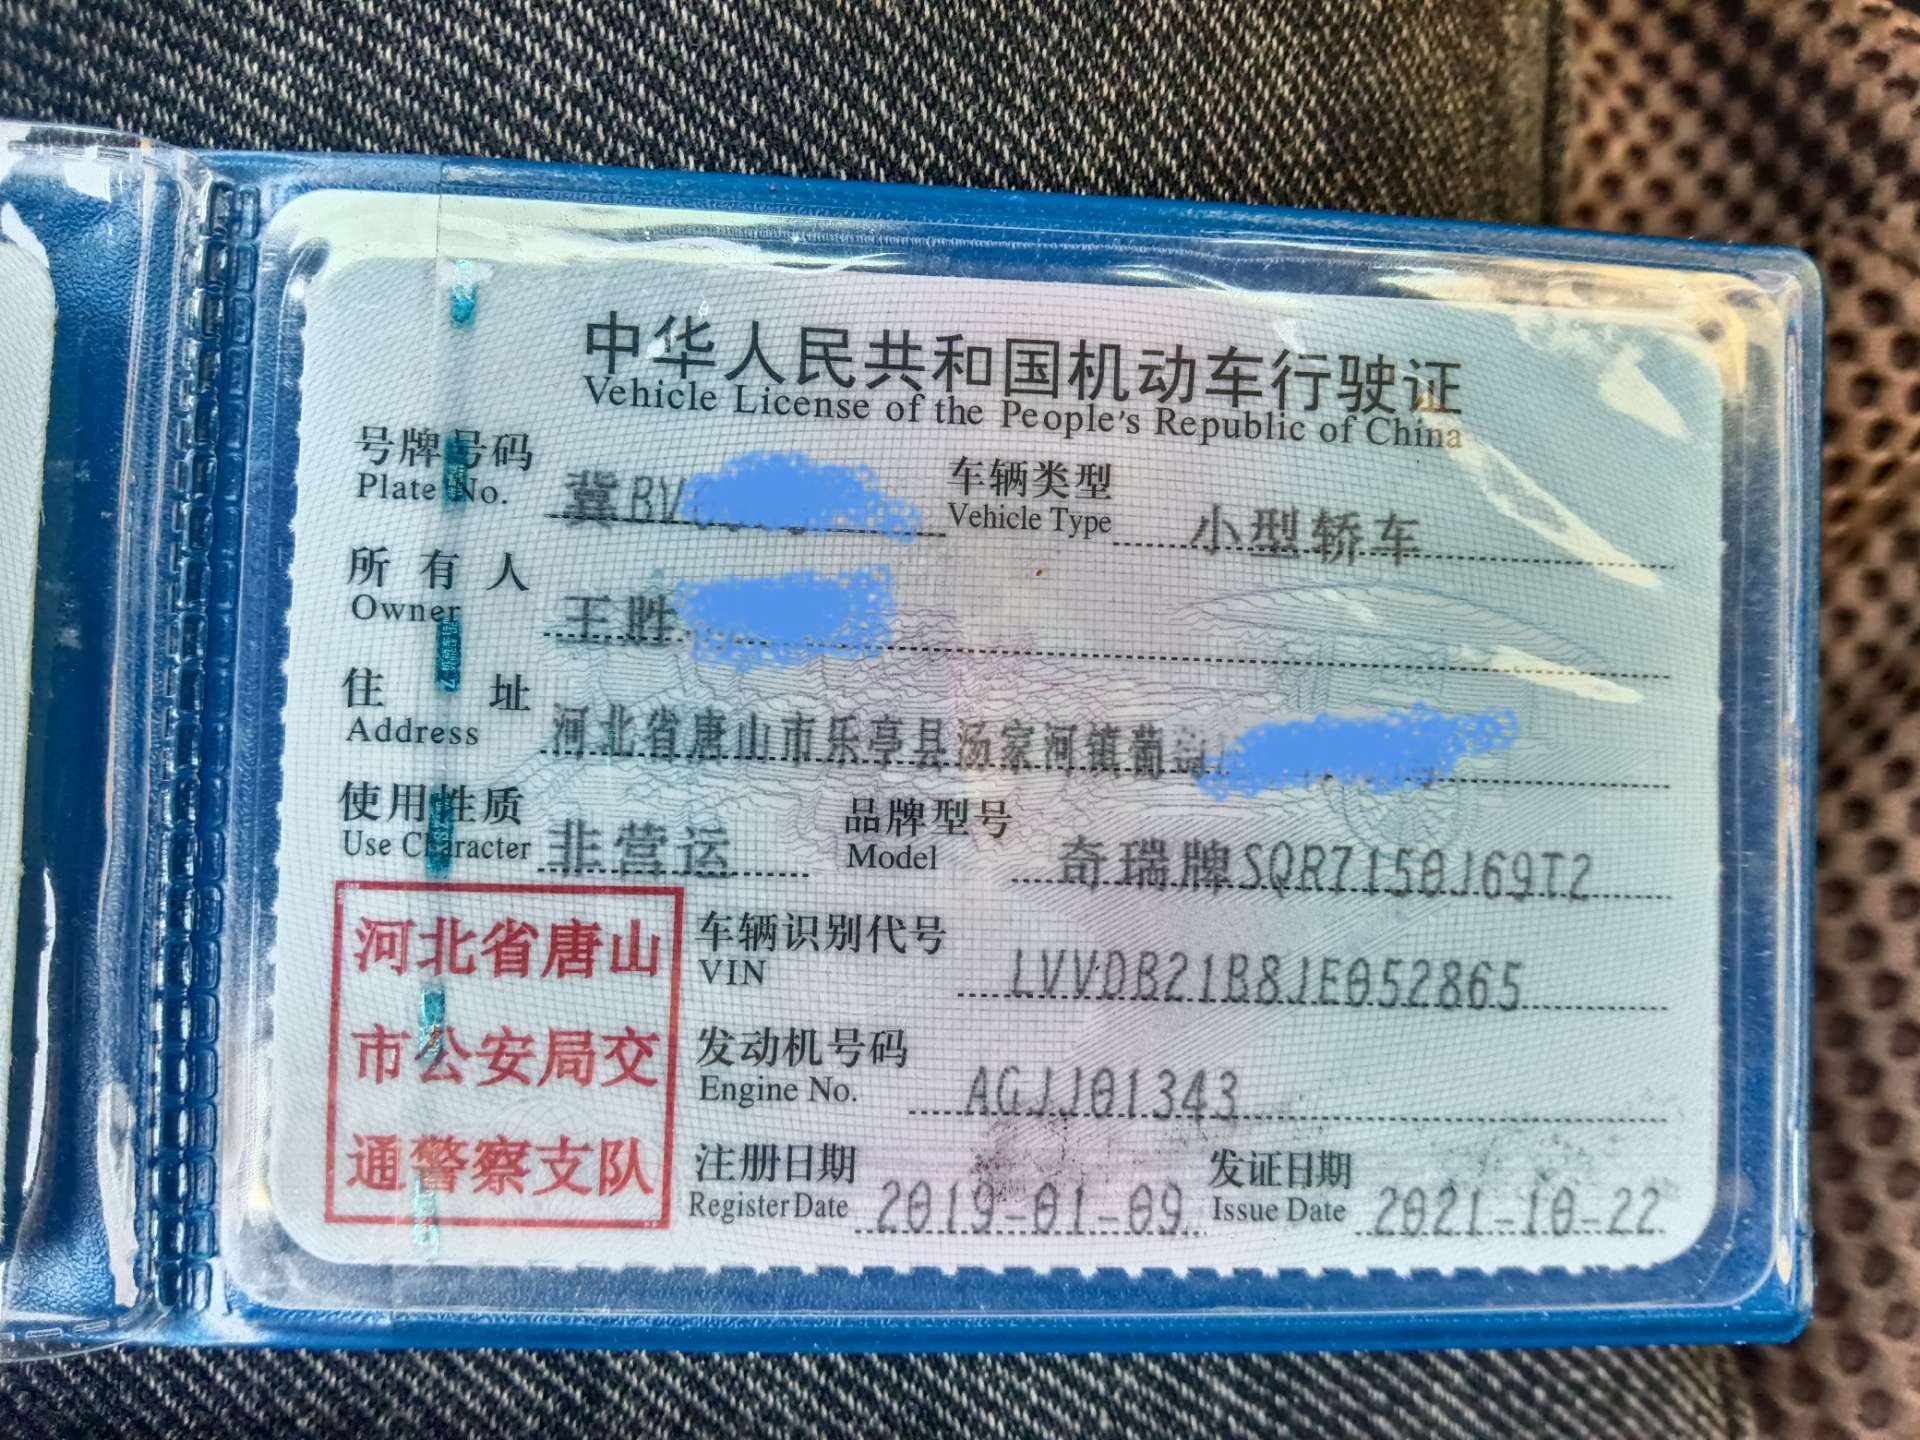 中华人民共和国机动车行驶证
Vehicle License of the People's Republic of China
号牌号码 冀BV 车辆类型 小型轿车
Plate No. Vehicle Type
所有人 王胜
Owner
住址 河北省唐山市乐亭县汤家河镇葡
Address
使用性质 非营运 品牌型号 奇瑞牌SQR7150J69T2
Use Character Model
河北省唐山
市公安局交
通警察支队
车辆识别代号 LVVDB21B8JE052865
VIN
发动机号码 AGJJ01343
Engine No.
注册日期 2019-01-09 发证日期 2021-10-22
Register Date Issue Date